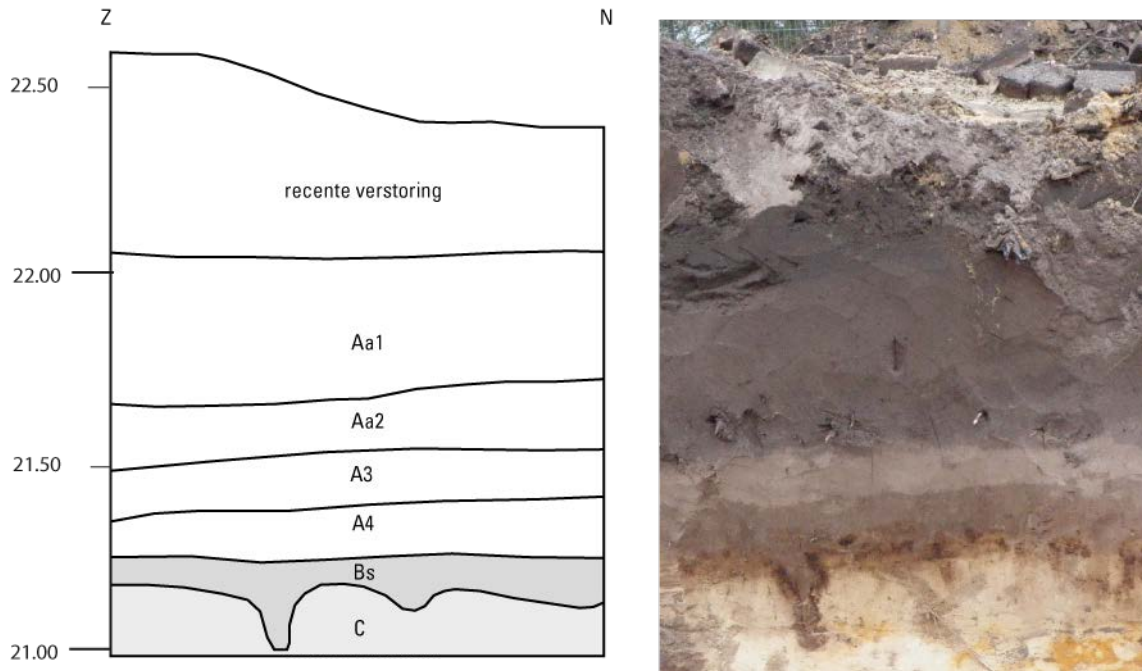 Z N
22.50
recente verstoring
22.00
Aa1
Aa2
21.50
A3
A4
Bs
C
21.00